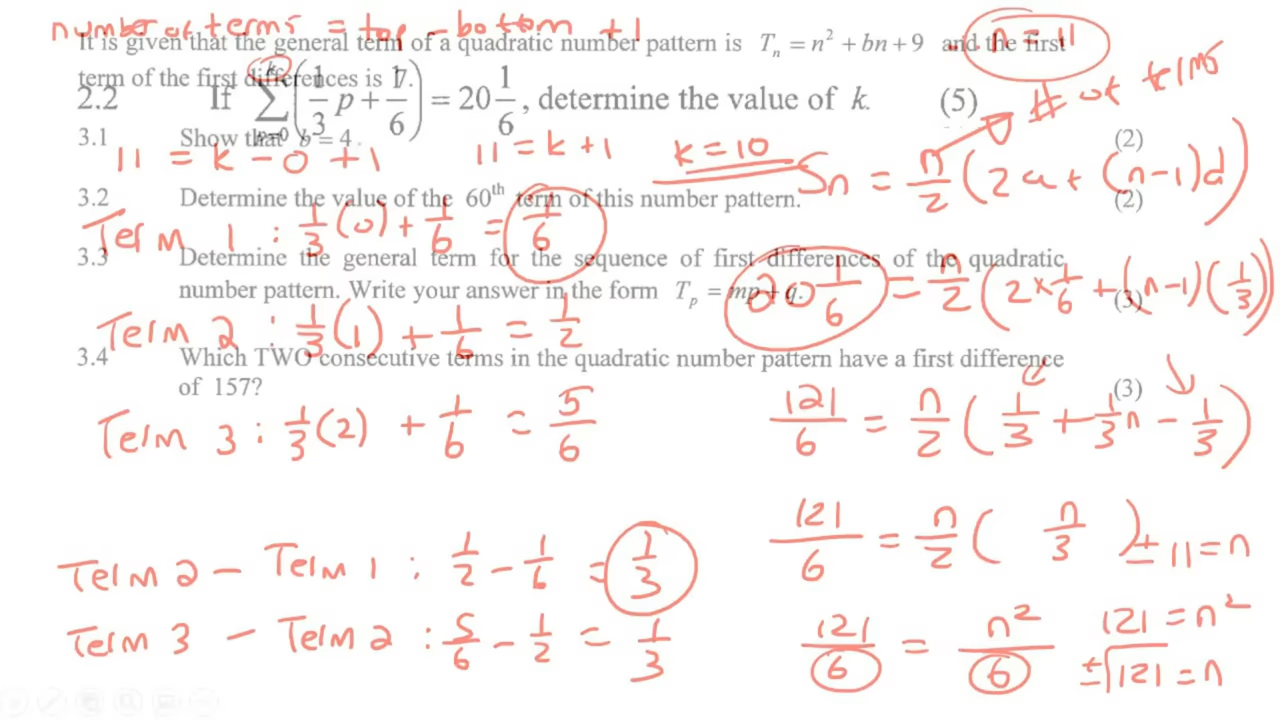 number of terms = top - bottom + 1
It is given that the general term of a quadratic number pattern is T_n = n² + bn + 9 and the first
n = 11
term of the first differences is 7.
2.2 If \sum_{p=0}^{k} (1/3 p + 1/6) = 20 1/6, determine the value of k. (5)
# of terms
3.1 Show that b = 4 (2)
11 = k - 0 + 1
11 = k + 1
k = 10
Sn = n/2 (2a + (n-1)d)
3.2 Determine the value of the 60th term of this number pattern. (2)
Term 1 : 1/3 (0) + 1/6 = 1/6
3.3 Determine the general term for the sequence of first differences of the quadratic
number pattern. Write your answer in the form T_p = mp + q. (3)
20 1/6 = n/2 (2 × 1/6 + (n-1)(1/3))
Term 2 : 1/3 (1) + 1/6 = 1/2
3.4 Which TWO consecutive terms in the quadratic number pattern have a first difference
of 157? (3)
Term 3 : 1/3 (2) + 1/6 = 5/6
121/6 = n/2 (1/3 + 1/3 n - 1/3)
121/6 = n/2 ( n/3 )
± 11 = n
Term 2 - Term 1 : 1/2 - 1/6 = 1/3
Term 3 - Term 2 : 5/6 - 1/2 = 1/3
121/6 = n²/6
121 = n²
±√121 = n